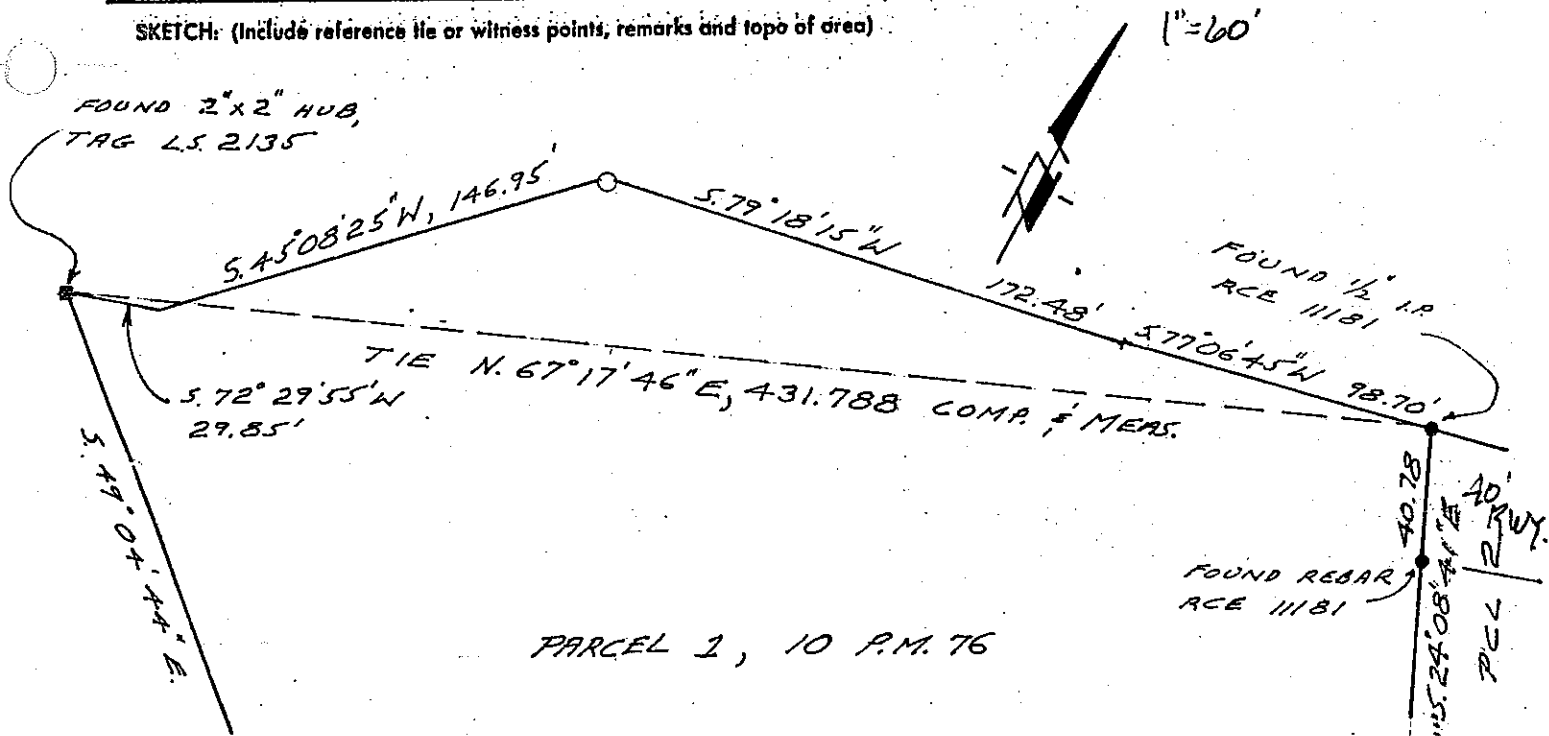 SKETCH: (Include reference tie or witness points, remarks and topo of area)
1"=60'
FOUND 2"x2" HUB,
TAG L.S. 2135
S.45°08'25"W, 146.95'
S.79°18'15"W
172.48'
FOUND 1/2" I.P.
RCE 11181
S.77°06'45"W 98.70'
TIE N. 67°17'46"E, 431.788 COMP. & MEAS.
S.72°29'55"W
29.85'
S. 49°04'44" E.
40.78
40' R/WY.
FOUND REBAR
RCE 11181
S.24°08'41"E
PCL 2
PARCEL 1, 10 P.M. 76